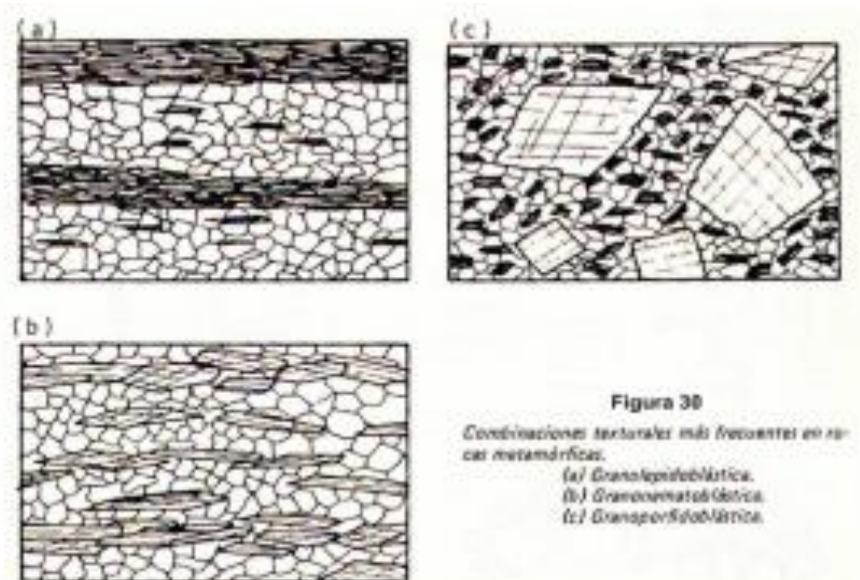 (a)
(c)
(b)
Figura 30
Combinaciones texturales más frecuentes en ro-
cas metamórficas.
(a) Granolepidoblástica.
(b) Granonematoblástica.
(c) Granoporfidoblástica.